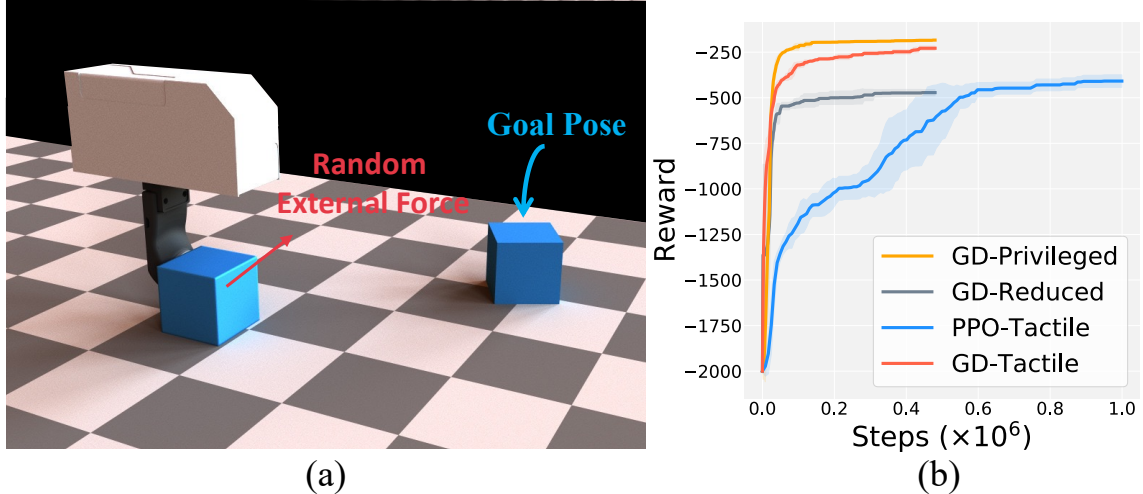 Goal Pose
Random
External Force
(a)
Reward
−250
−500
−750
−1000
−1250
−1500
−1750
−2000
GD-Privileged
GD-Reduced
PPO-Tactile
GD-Tactile
0.0 0.2 0.4 0.6 0.8 1.0
Steps (×10⁶)
(b)